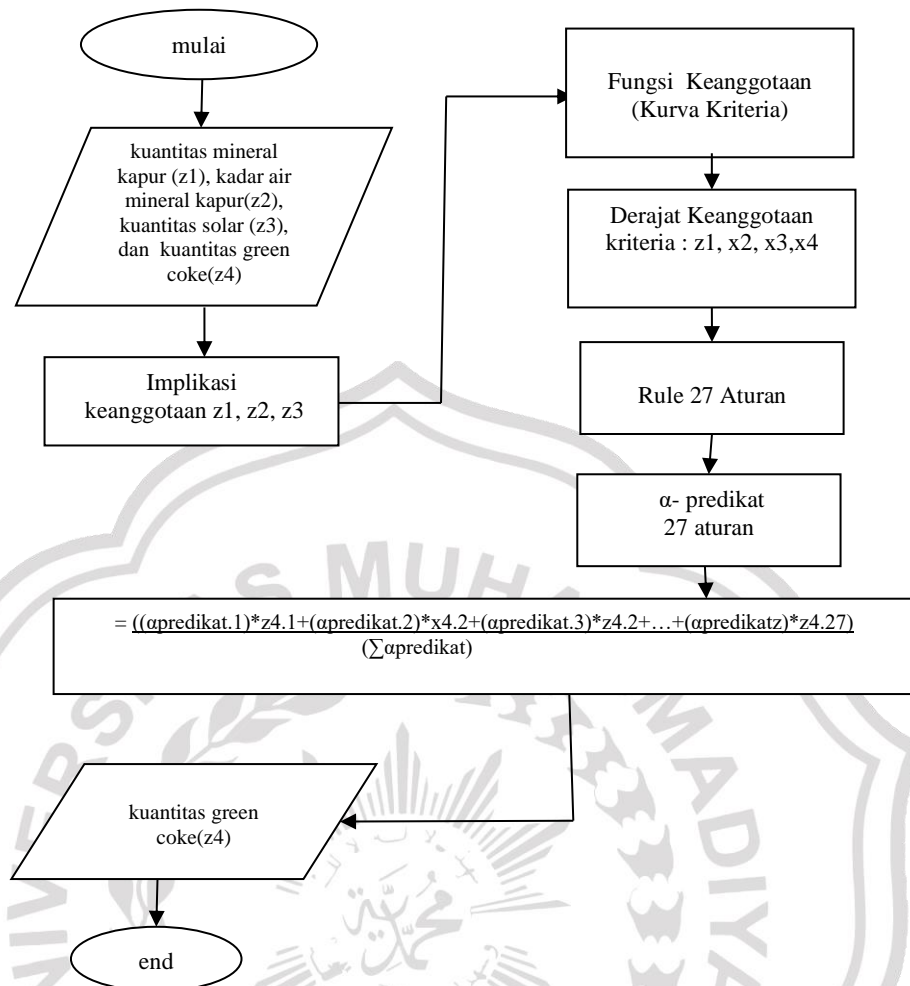 mulai
kuantitas mineral
kapur (z1), kadar air
mineral kapur(z2),
kuantitas solar (z3),
dan kuantitas green
coke(z4)
Implikasi
keanggotaan z1, z2, z3
Fungsi Keanggotaan
(Kurva Kriteria)
Derajat Keanggotaan
kriteria : z1, x2, x3,x4
Rule 27 Aturan
α- predikat
27 aturan
= ((αpredikat.1)*z4.1+(αpredikat.2)*x4.2+(αpredikat.3)*z4.2+…+(αpredikatz)*z4.27)
(∑αpredikat)
kuantitas green
coke(z4)
end